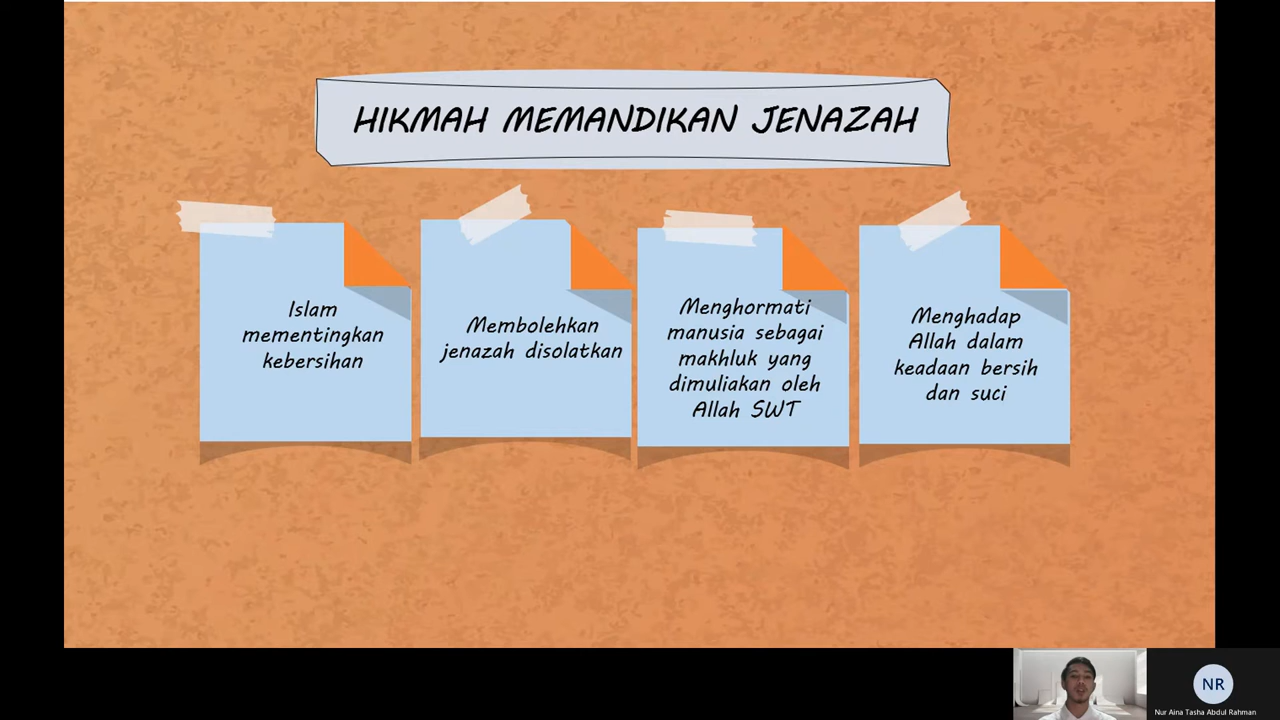 HIKMAH MEMANDIKAN JENAZAH
Islam
mementingkan
kebersihan
Membolehkan
jenazah disolatkan
Menghormati
manusia sebagai
makhluk yang
dimuliakan oleh
Allah SWT
Menghadap
Allah dalam
keadaan bersih
dan suci
NR
Nur Aina Tasha Abdul Rahman